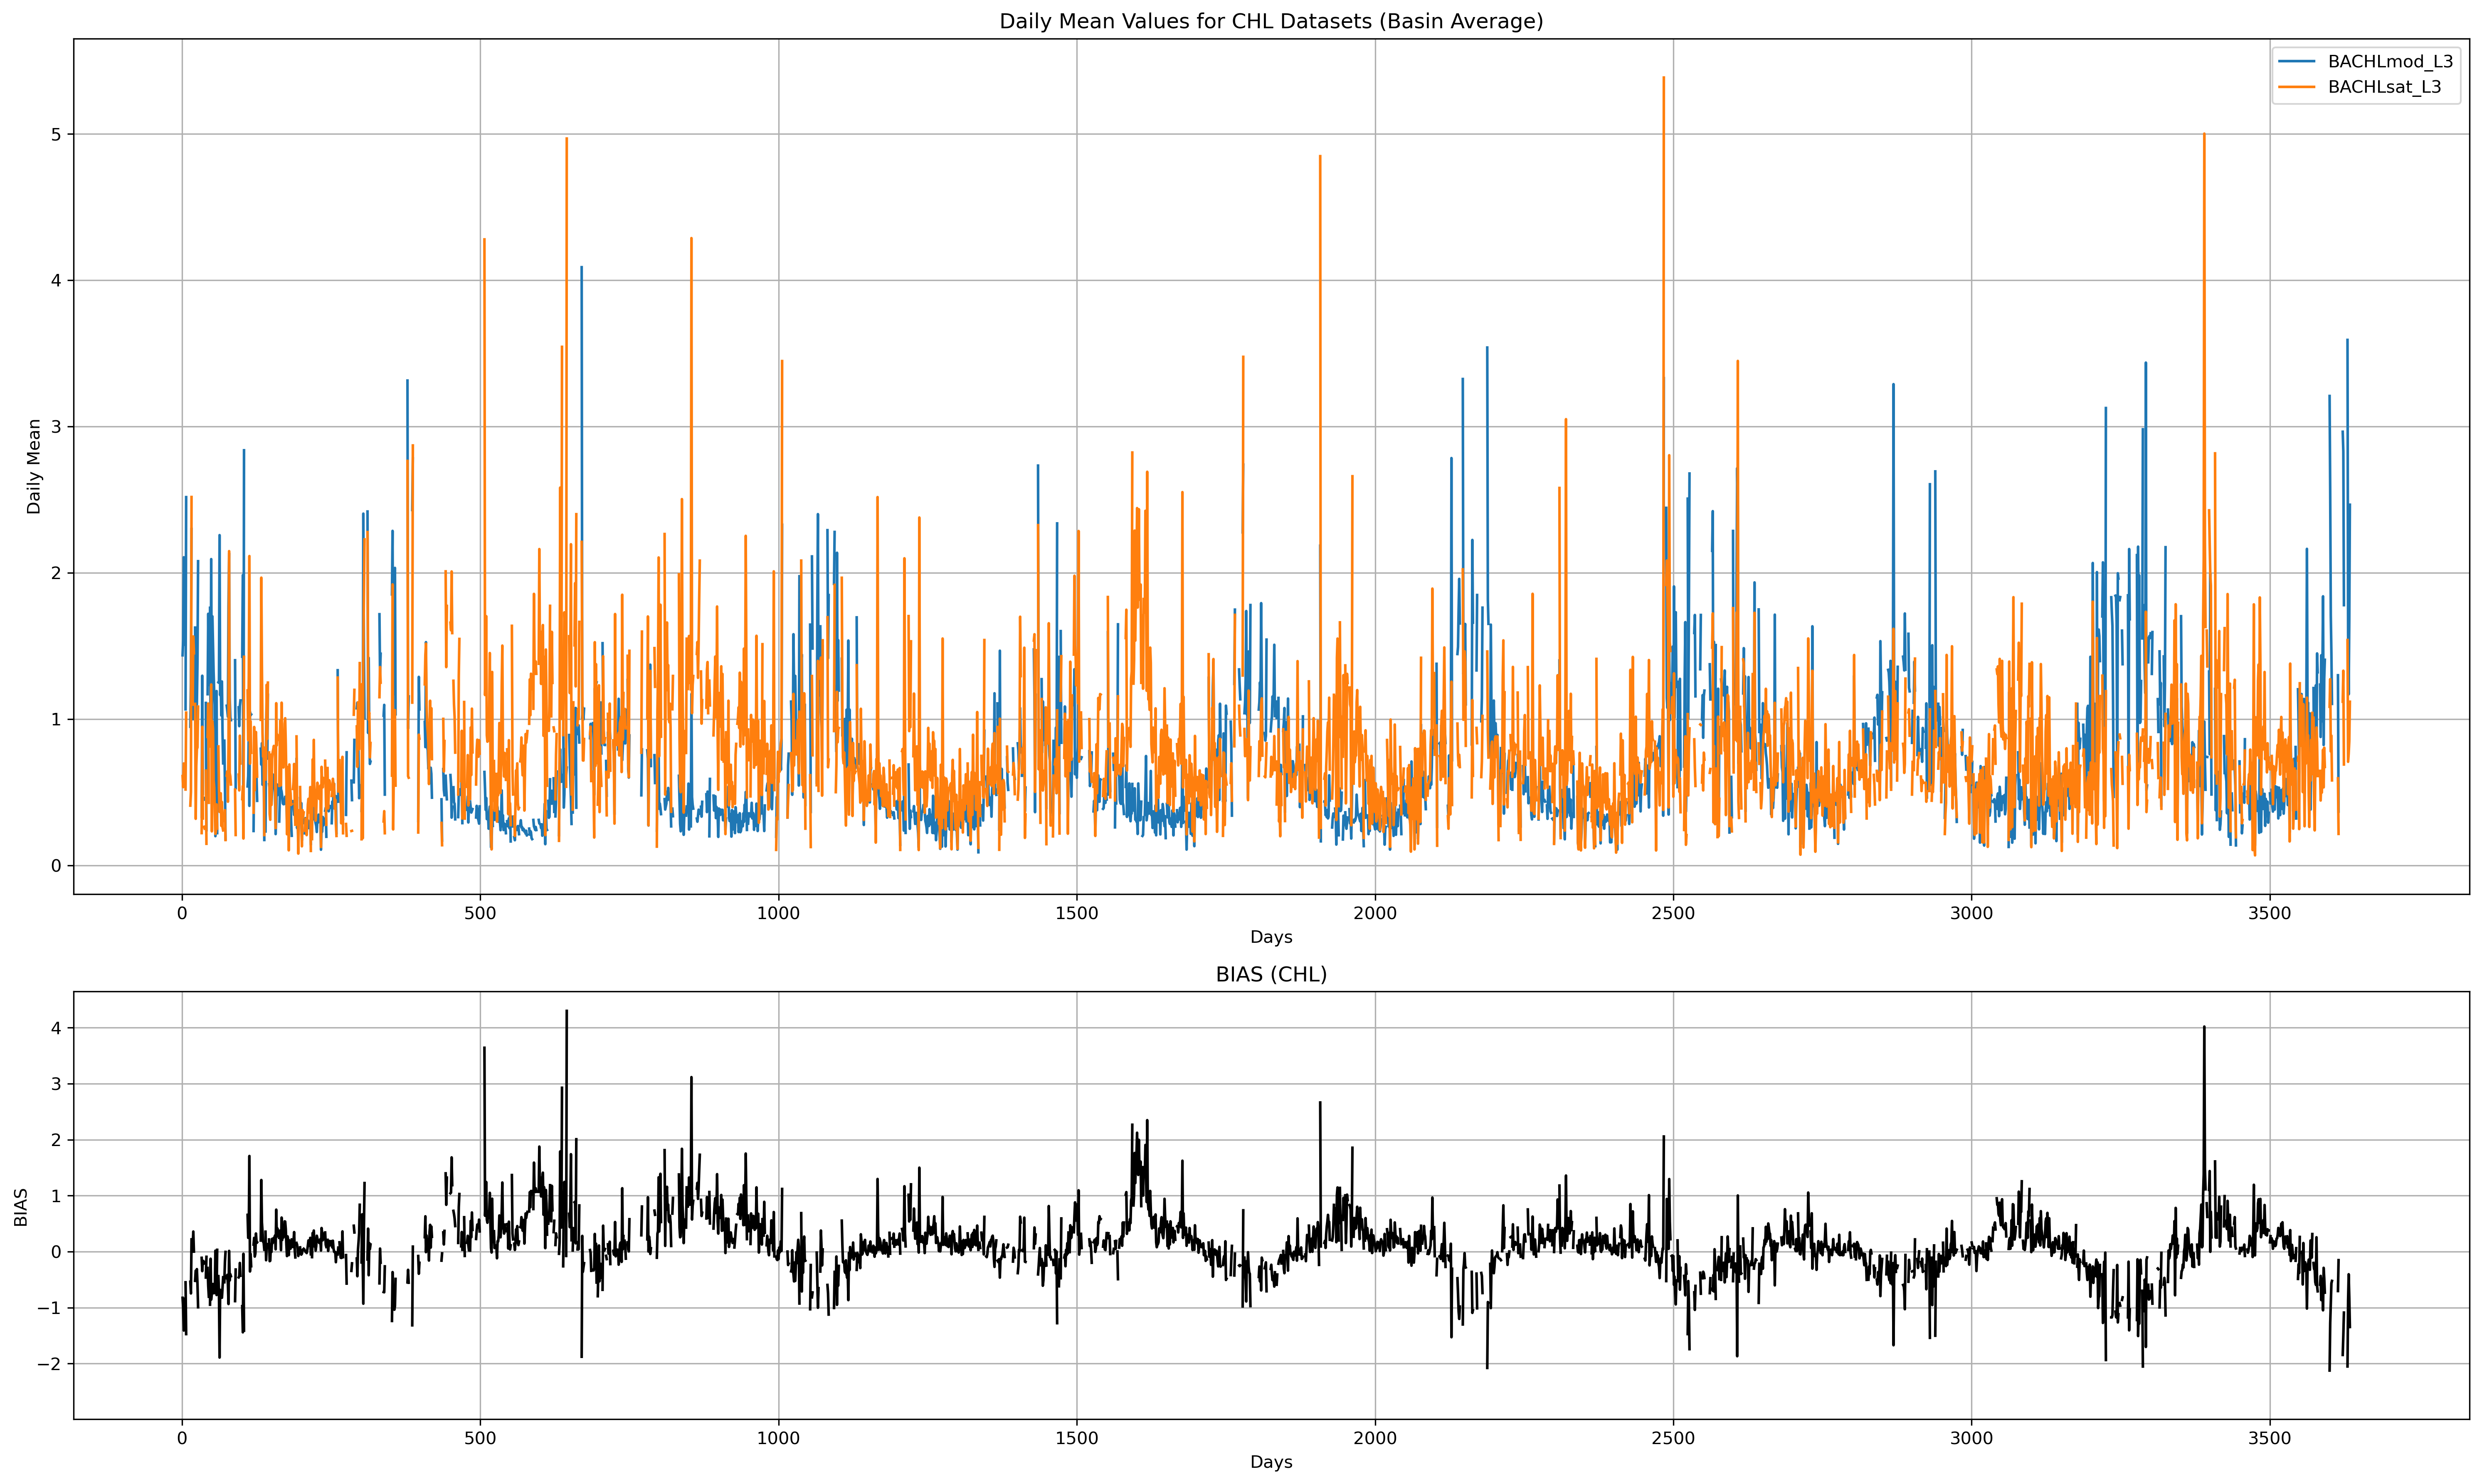 Daily Mean Values for CHL Datasets (Basin Average)
BACHLmod_L3
BACHLsat_L3
Daily Mean
5
4
3
2
1
0
0 500 1000 1500 2000 2500 3000 3500
Days
BIAS (CHL)
BIAS
4
3
2
1
0
−1
−2
0 500 1000 1500 2000 2500 3000 3500
Days